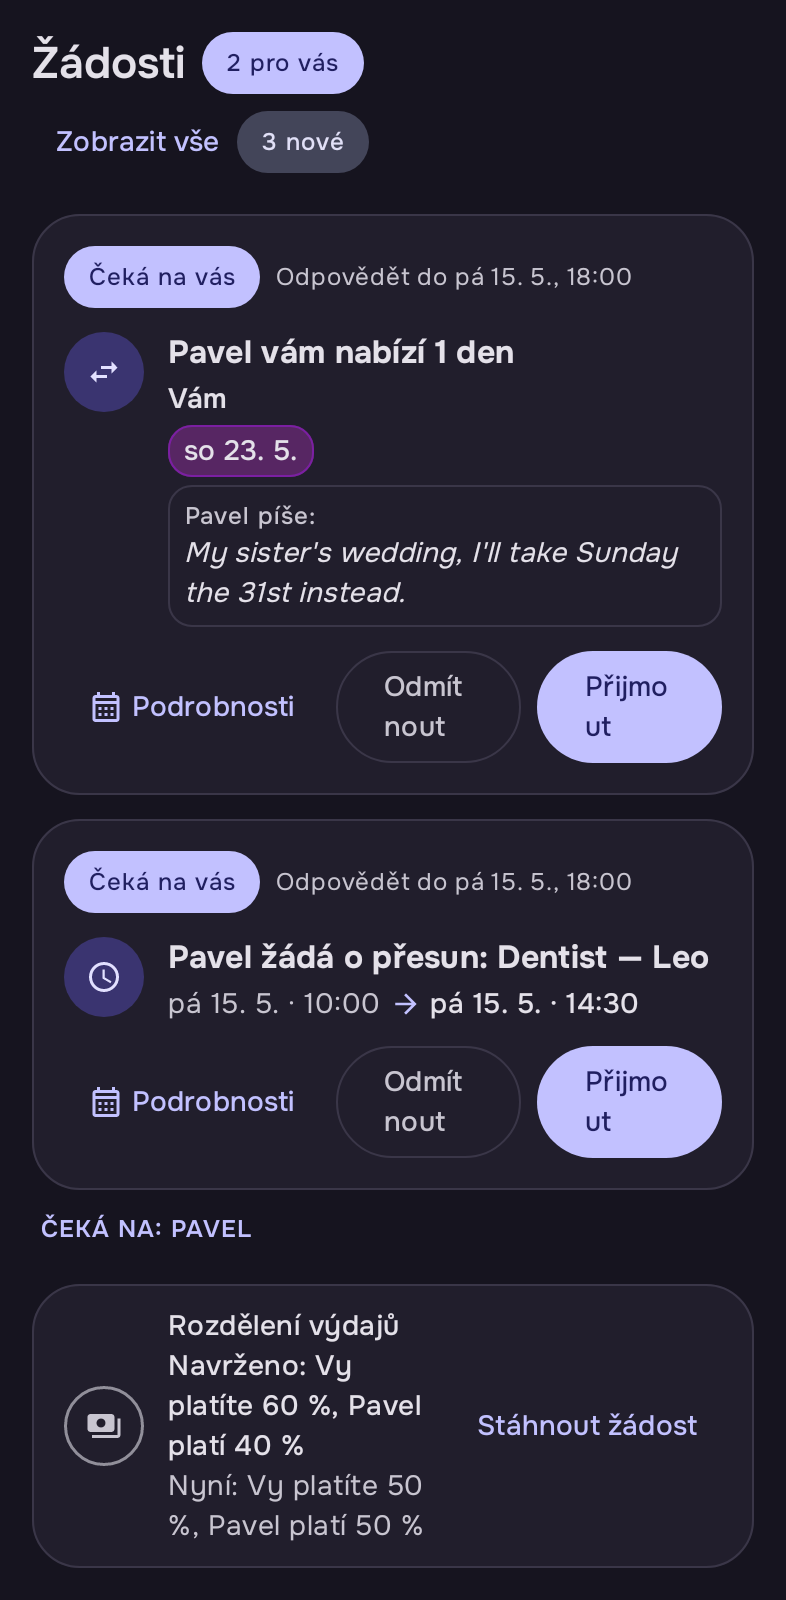 Žádosti
2 pro vás
Zobrazit vše
3 nové
Čeká na vás
Odpovědět do pá 15. 5., 18:00
Pavel vám nabízí 1 den
Vám
so 23. 5.
Pavel píše:
My sister's wedding, I'll take Sunday
the 31st instead.
Podrobnosti
Odmít
nout
Přijmo
ut
Čeká na vás
Odpovědět do pá 15. 5., 18:00
Pavel žádá o přesun: Dentist — Leo
pá 15. 5. · 10:00 → pá 15. 5. · 14:30
Podrobnosti
Odmít
nout
Přijmo
ut
ČEKÁ NA: PAVEL
Rozdělení výdajů
Navrženo: Vy
platíte 60 %, Pavel
platí 40 %
Nyní: Vy platíte 50
%, Pavel platí 50 %
Stáhnout žádost